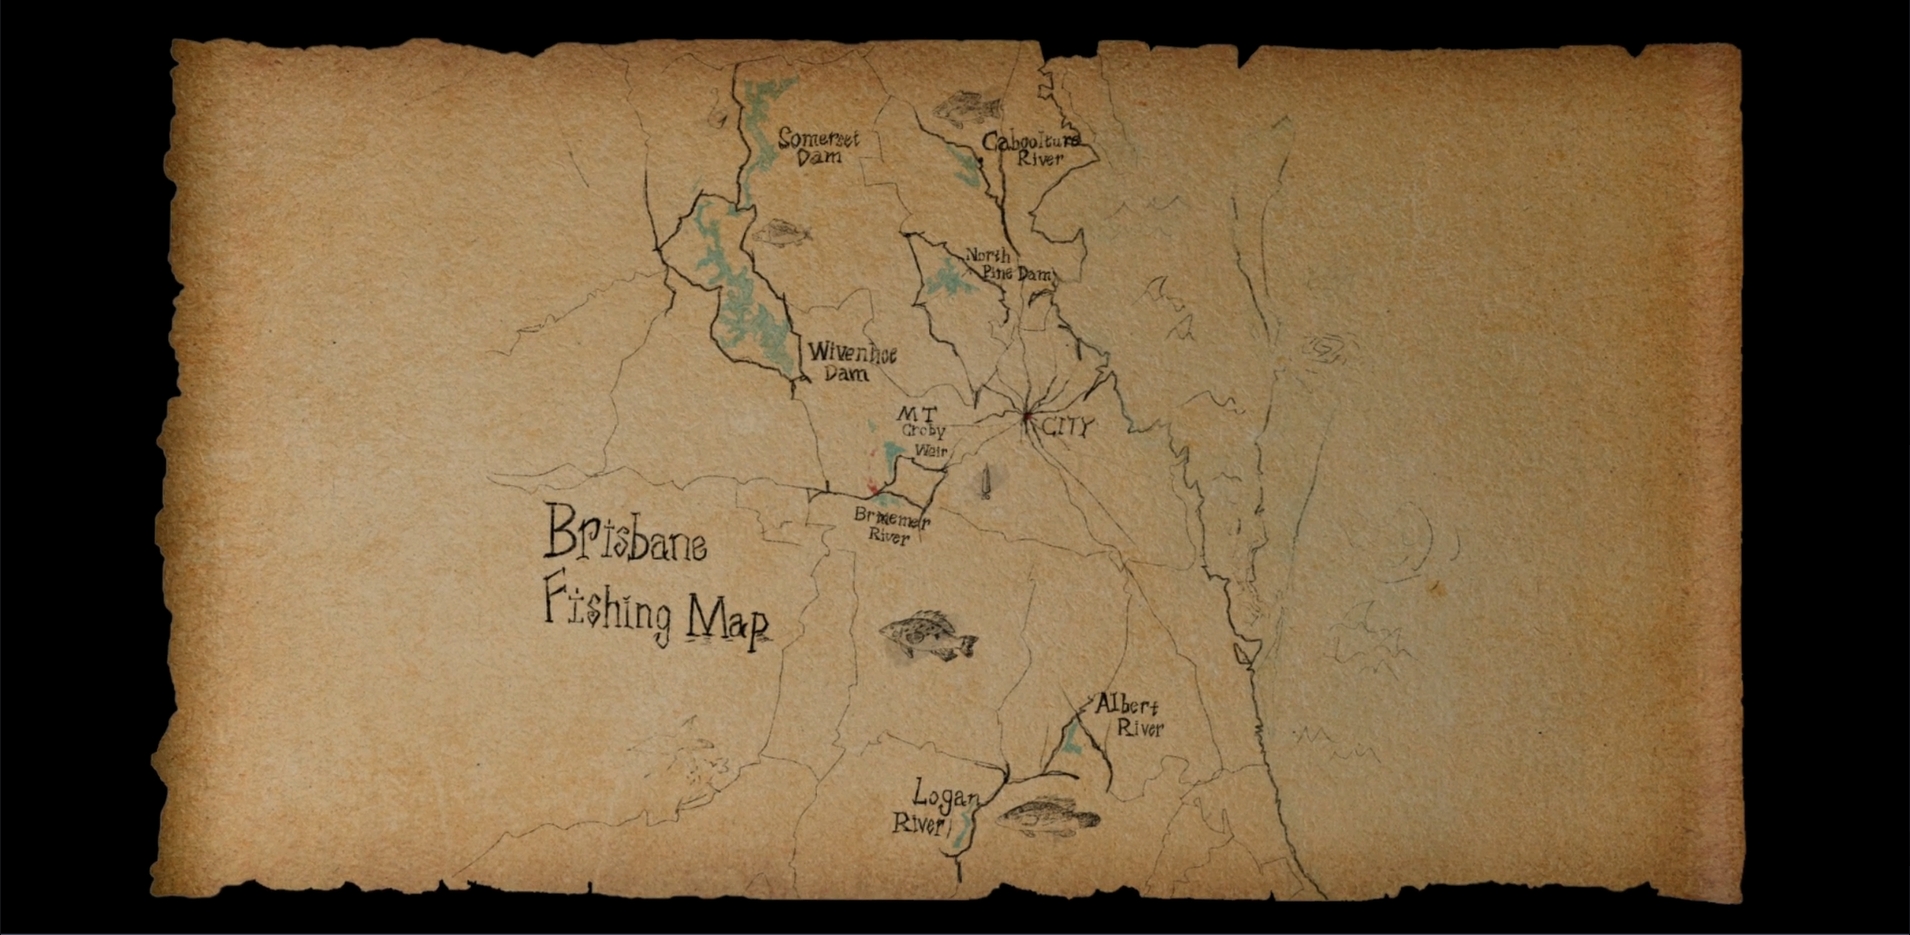 Somerset
Dam
Caboolture
River
North
Pine Dam
Wivenhoe
Dam
MT
Croby
Weir
CITY
Bremer
River
Brisbane
Fishing Map
Albert
River
Logan
River